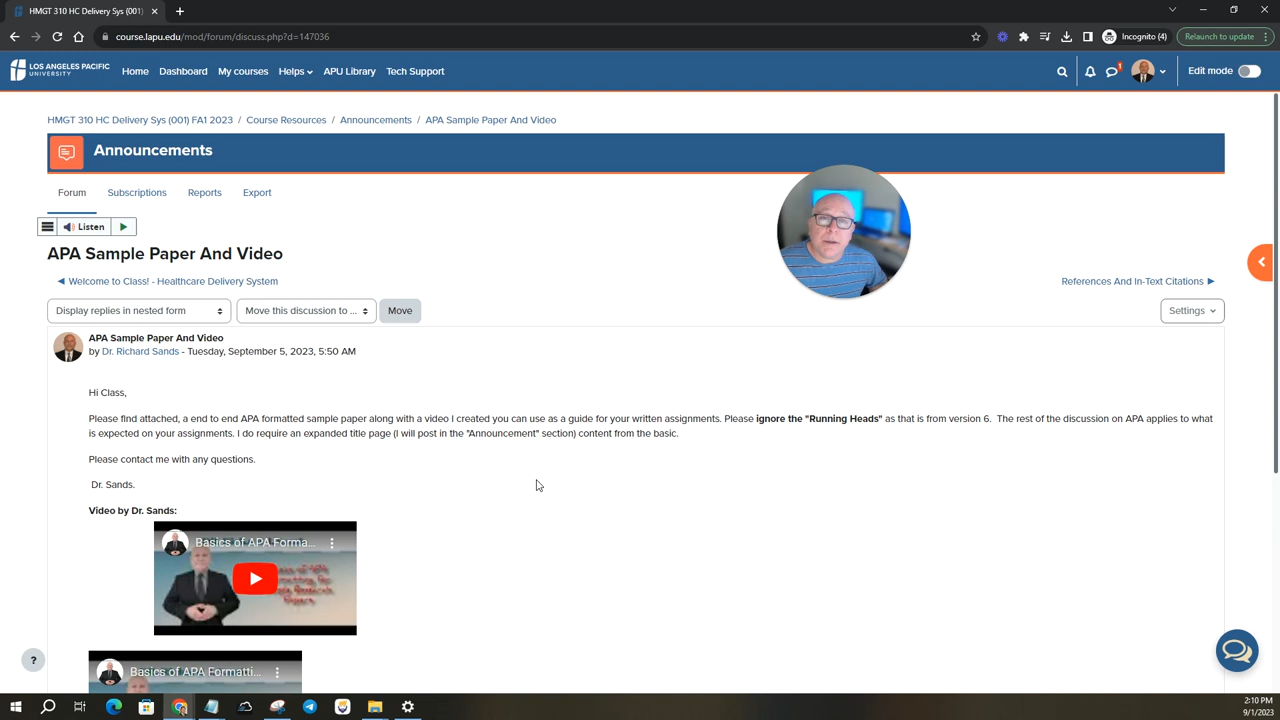 HMGT 310 HC Delivery Sys (001)
course.lapu.edu/mod/forum/discuss.php?d=147036
Incognito (4)
Relaunch to update
LOS ANGELES PACIFIC
UNIVERSITY
Home
Dashboard
My courses
Helps
APU Library
Tech Support
1
Edit mode
HMGT 310 HC Delivery Sys (001) FA1 2023 / Course Resources / Announcements / APA Sample Paper And Video
Announcements
Forum
Subscriptions
Reports
Export
Listen
APA Sample Paper And Video
◀ Welcome to Class! - Healthcare Delivery System
References And In-Text Citations ▶
Display replies in nested form
Move this discussion to ...
Move
Settings
APA Sample Paper And Video
by Dr. Richard Sands - Tuesday, September 5, 2023, 5:50 AM
Hi Class,
Please find attached, a end to end APA formatted sample paper along with a video I created you can use as a guide for your written assignments. Please ignore the "Running Heads" as that is from version 6. The rest of the discussion on APA applies to what
is expected on your assignments. I do require an expanded title page (I will post in the "Announcement" section) content from the basic.
Please contact me with any questions.
Dr. Sands.
Video by Dr. Sands:
Basics of APA Forma...
Basics of APA Formatti...
?
2:10 PM
9/1/2023